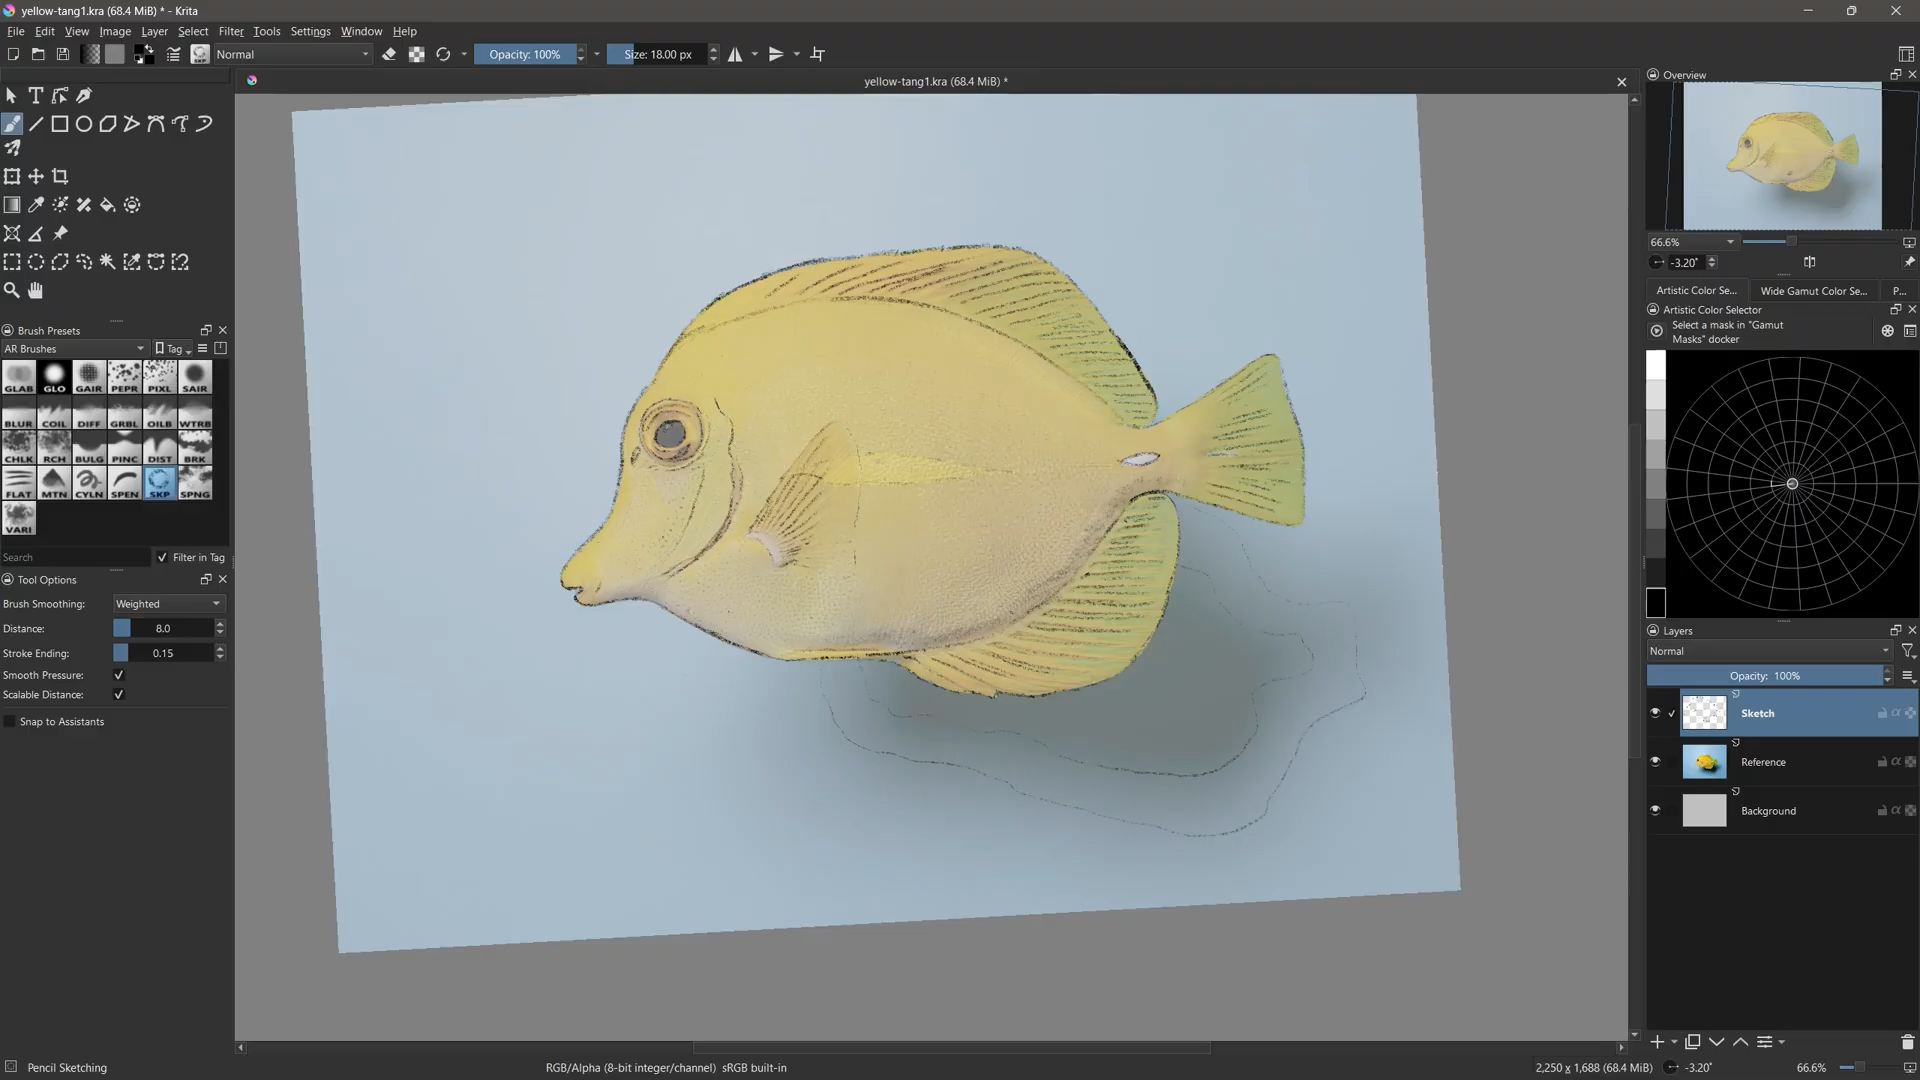 yellow-tang1.kra (68.4 MiB) * - Krita
File Edit View Image Layer Select Filter Tools Settings Window Help
Normal
Opacity: 100%
Size: 18.00 px
yellow-tang1.kra (68.4 MiB) *
Overview
66.6%
-3.20°
Artistic Color Se...
Wide Gamut Color Se...
P...
Artistic Color Selector
Select a mask in "Gamut
Masks" docker
Brush Presets
AR Brushes
Tag
GLAB GLO GAIR PEPR PIXL SAIR
BLUR COIL DIFF GRBL OILB WTRB
CHLK RCH BULG PINC DIST BRK
FLAT MTN CYLN SPEN SKP SPNG
VARI
Search
Filter in Tag
Tool Options
Brush Smoothing: Weighted
Distance: 8.0
Stroke Ending: 0.15
Smooth Pressure:
Scalable Distance:
Snap to Assistants
Layers
Normal
Opacity: 100%
Sketch
Reference
Background
Pencil Sketching
RGB/Alpha (8-bit integer/channel) sRGB built-in
2,250 x 1,688 (68.4 MiB)
-3.20°
66.6%